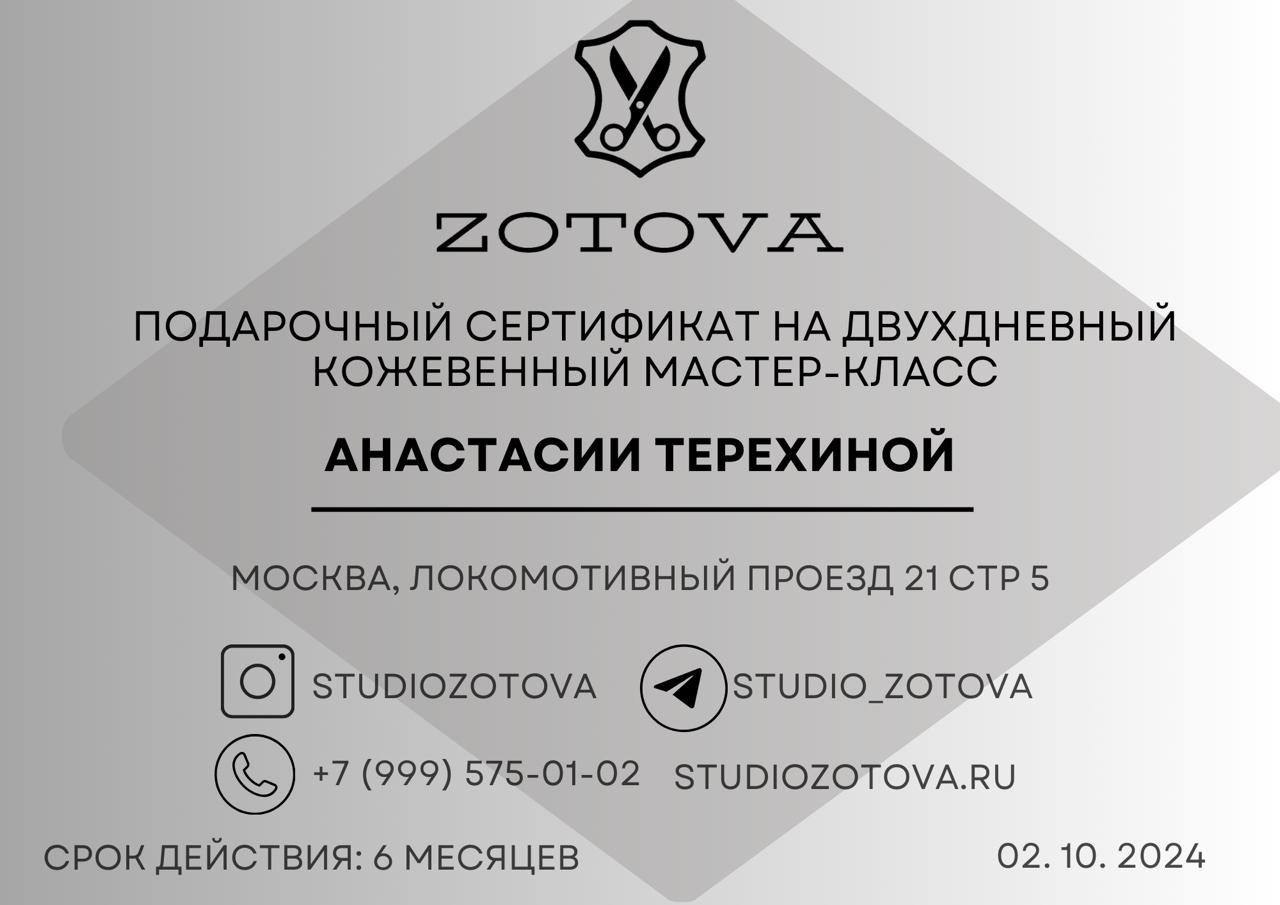 ZOTOVA
ПОДАРОЧНЫЙ СЕРТИФИКАТ НА ДВУХДНЕВНЫЙ
КОЖЕВЕННЫЙ МАСТЕР-КЛАСС
АНАСТАСИИ ТЕРЕХИНОЙ
МОСКВА, ЛОКОМОТИВНЫЙ ПРОЕЗД 21 СТР 5
STUDIOZOTOVA STUDIO_ZOTOVA
+7 (999) 575-01-02 STUDIOZOTOVA.RU
СРОК ДЕЙСТВИЯ: 6 МЕСЯЦЕВ 02. 10. 2024